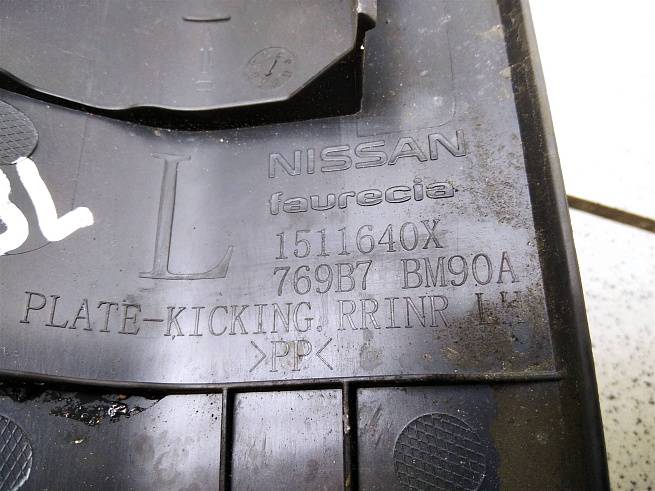 NISSAN
faurecia
L
1511640X
769B7 BM90A
PLATE-KICKING, RRINR LH
>PP<